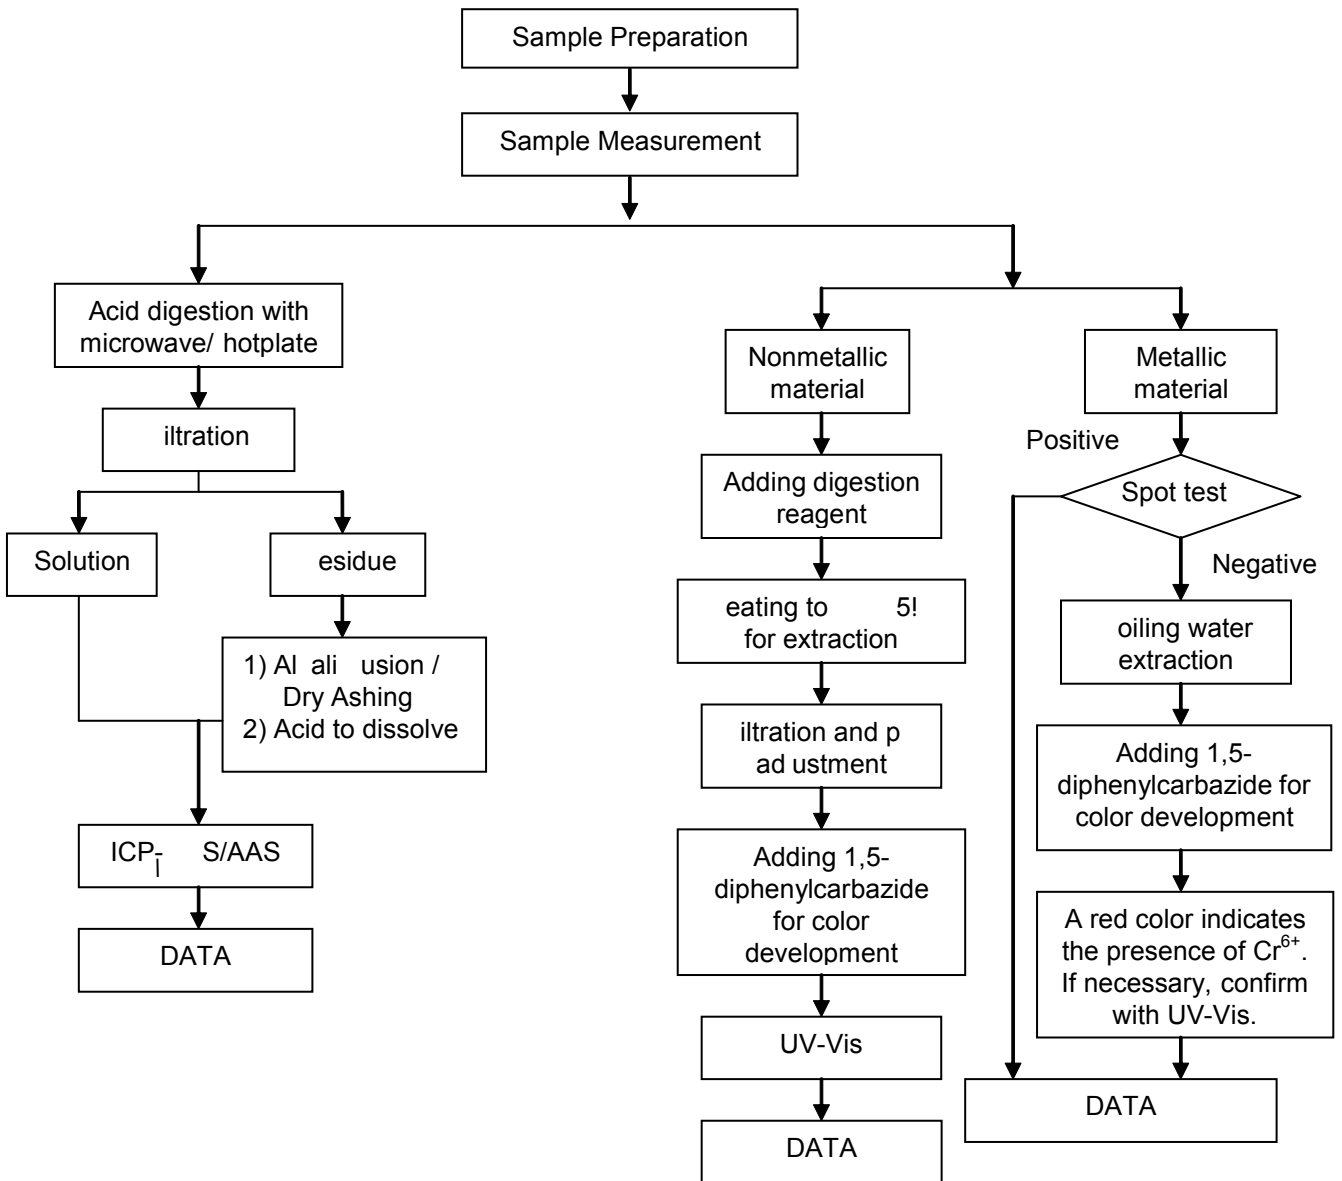 Sample Preparation
Sample Measurement
Acid digestion with
microwave/ hotplate
iltration
Solution
esidue
1) Al ali usion /
Dry Ashing
2) Acid to dissolve
ICP- S/AAS
DATA
Nonmetallic
material
Adding digestion
reagent
eating to 5!
for extraction
iltration and p
ad ustment
Adding 1,5-
diphenylcarbazide
for color
development
UV-Vis
DATA
Metallic
material
Positive
Spot test
Negative
oiling water
extraction
Adding 1,5-
diphenylcarbazide for
color development
A red color indicates
the presence of Cr⁶⁺.
If necessary, confirm
with UV-Vis.
DATA